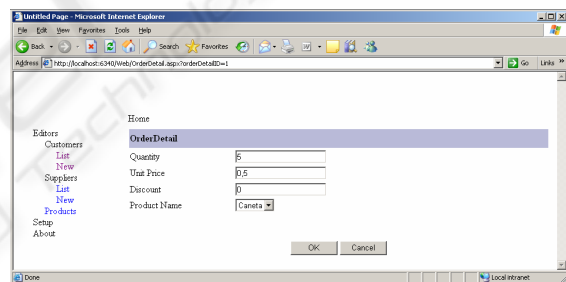 Untitled Page - Microsoft Internet Explorer
File Edit View Favorites Tools Help
Back Search Favorites
Address http://localhost:6340/Web/OrderDetail.aspx?orderDetailID=1 Go Links »
Home
Editors
Customers
List
New
Suppliers
List
New
Products
Setup
About
OrderDetail
Quantity 5
Unit Price 0,5
Discount 0
Product Name Caneta
OK Cancel
Done Local intranet